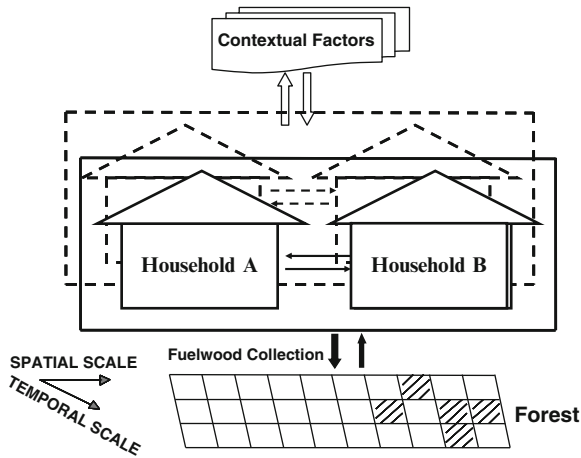 Contextual Factors
Household A
Household B
Fuelwood Collection
SPATIAL SCALE
TEMPORAL SCALE
Forest